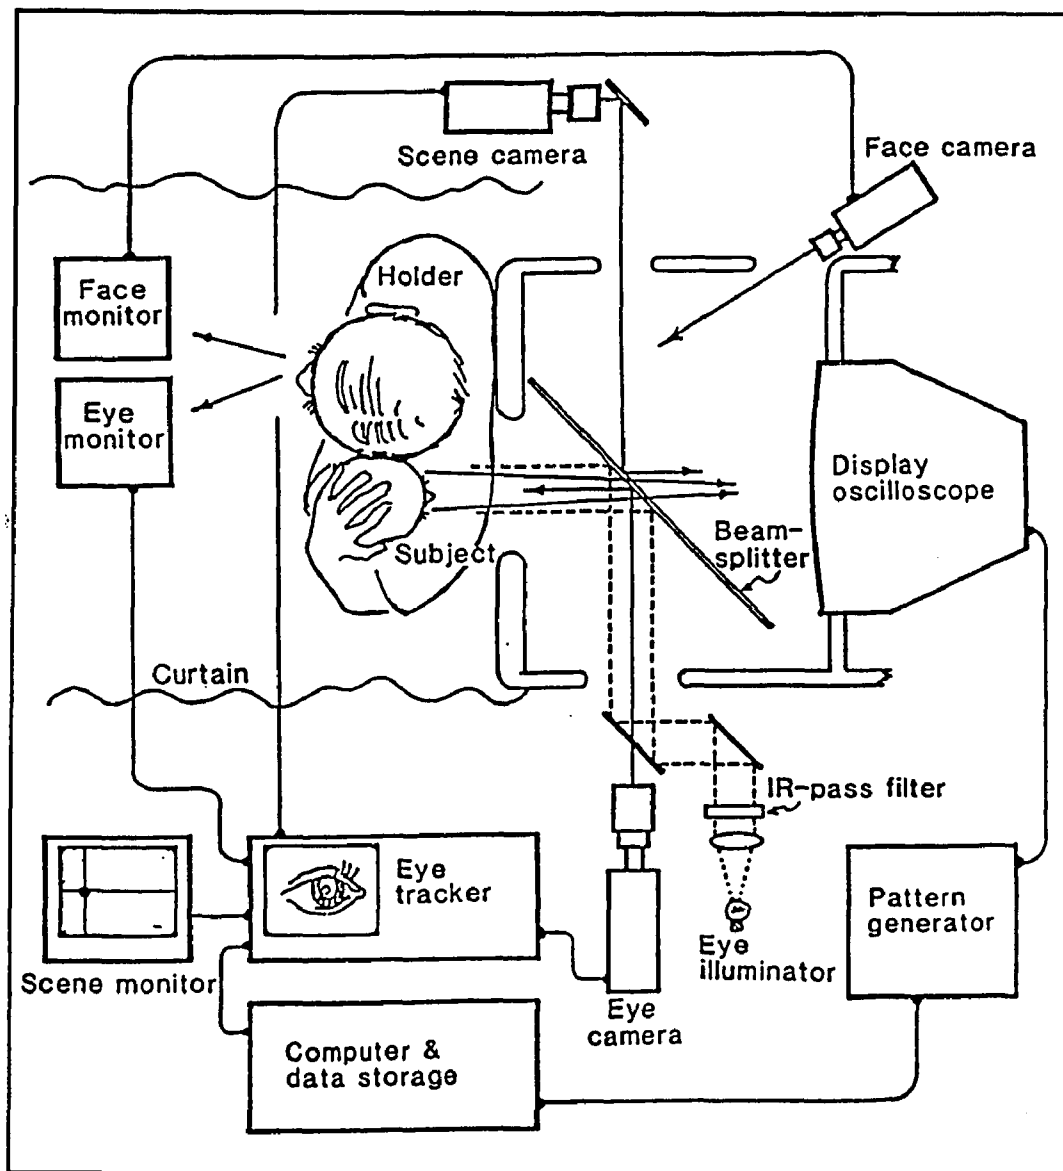 Scene camera
Face camera
Holder
Face
monitor
Eye
monitor
Display
oscilloscope
Beam-
splitter
Subject
Curtain
IR-pass filter
Eye
tracker
Pattern
generator
Eye
illuminator
Scene monitor
Eye
camera
Computer &
data storage